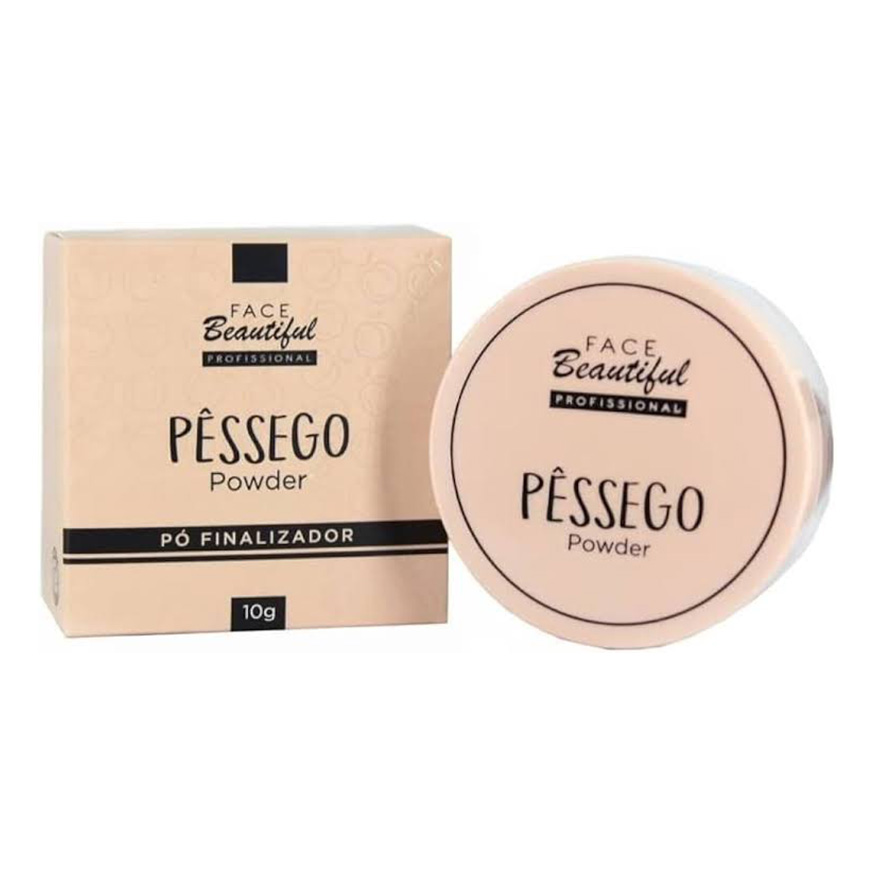 FACE
Beautiful
PROFISSIONAL
PÊSSEGO
Powder
PÓ FINALIZADOR
10g
FACE
Beautiful
PROFISSIONAL
PÊSSEGO
Powder